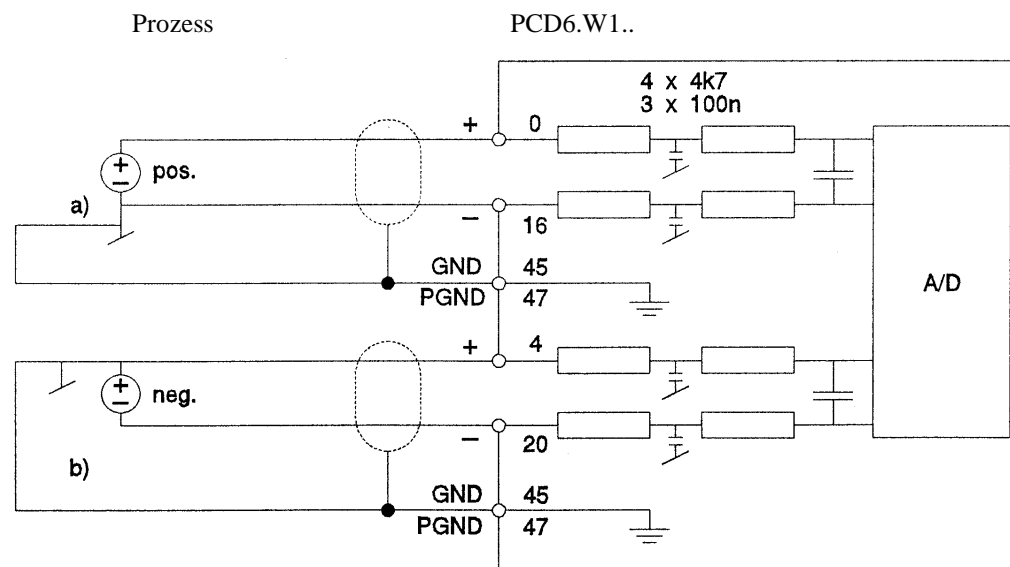 Prozess PCD6.W1..
4 x 4k7
3 x 100n
+ 0
+
− pos.
a)
− 16
GND 45
PGND 47
A/D
+ 4
+
− neg.
− 20
b)
GND 45
PGND 47